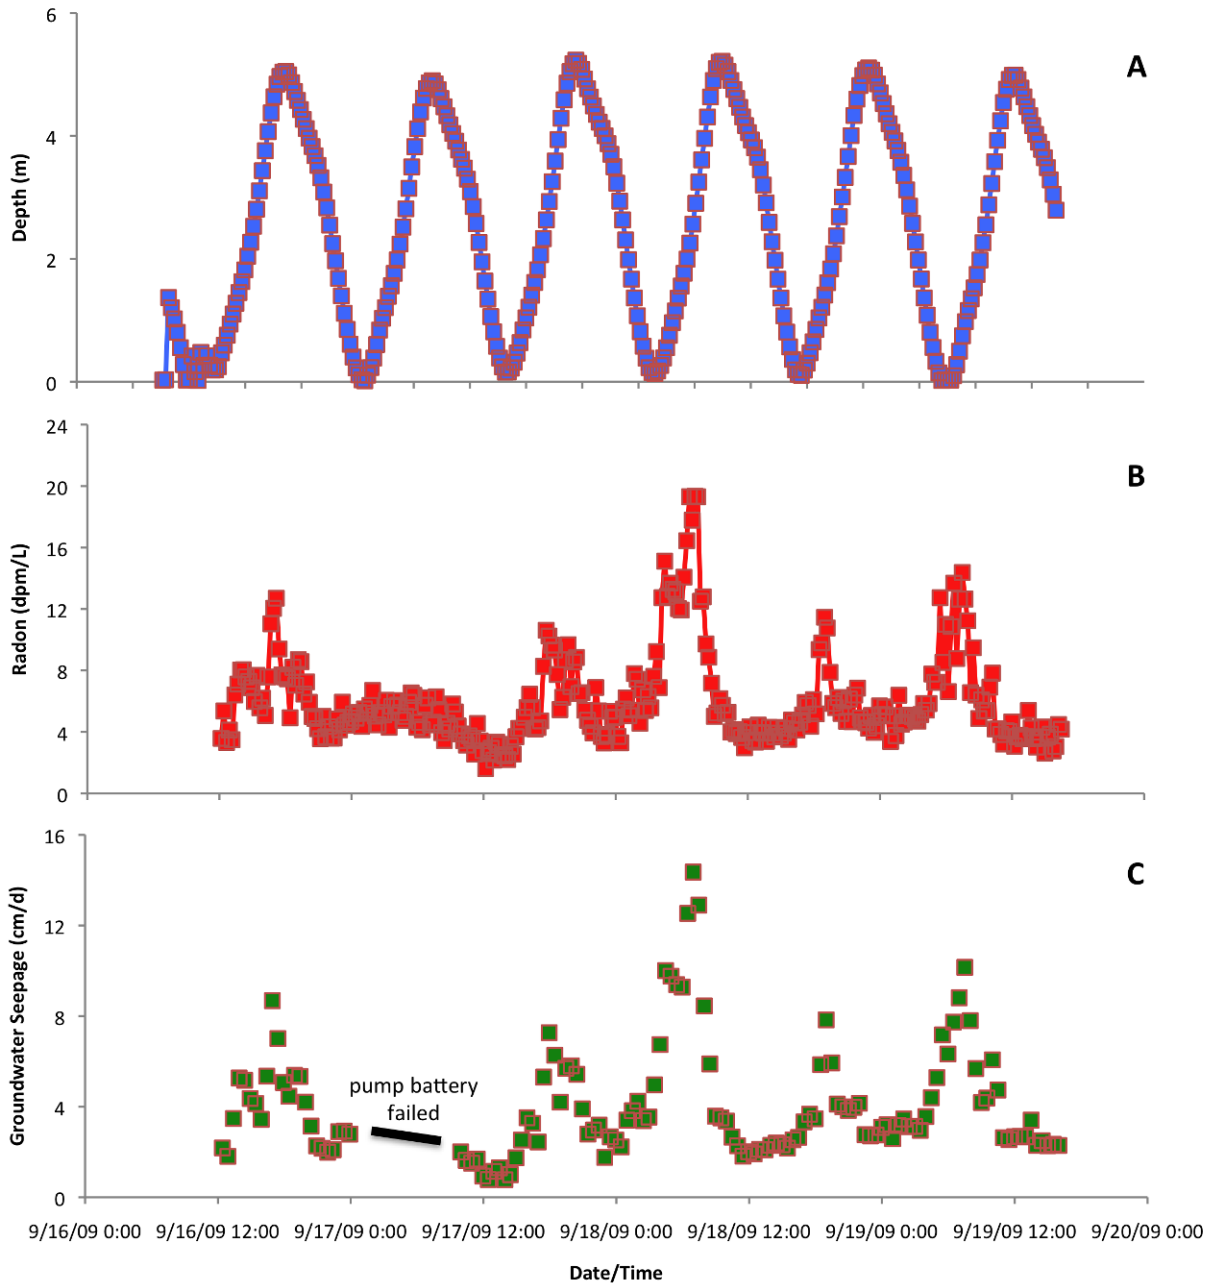 6
A
4
Depth (m)
2
0
24
B
20
16
Radon (dpm/L)
12
8
4
0
16
C
12
Groundwater Seepage (cm/d)
8
pump battery
failed
4
0
9/16/09 0:00 9/16/09 12:00 9/17/09 0:00 9/17/09 12:00 9/18/09 0:00 9/18/09 12:00 9/19/09 0:00 9/19/09 12:00 9/20/09 0:00
Date/Time